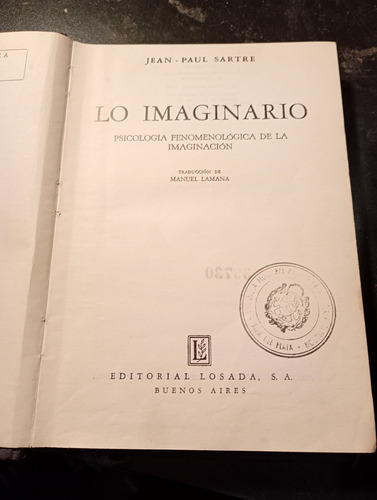 JEAN-PAUL SARTRE
LO IMAGINARIO
PSICOLOGÍA FENOMENOLÓGICA DE LA
IMAGINACIÓN
TRADUCCIÓN DE
MANUEL LAMANA
EDITORIAL LOSADA, S. A.
BUENOS AIRES